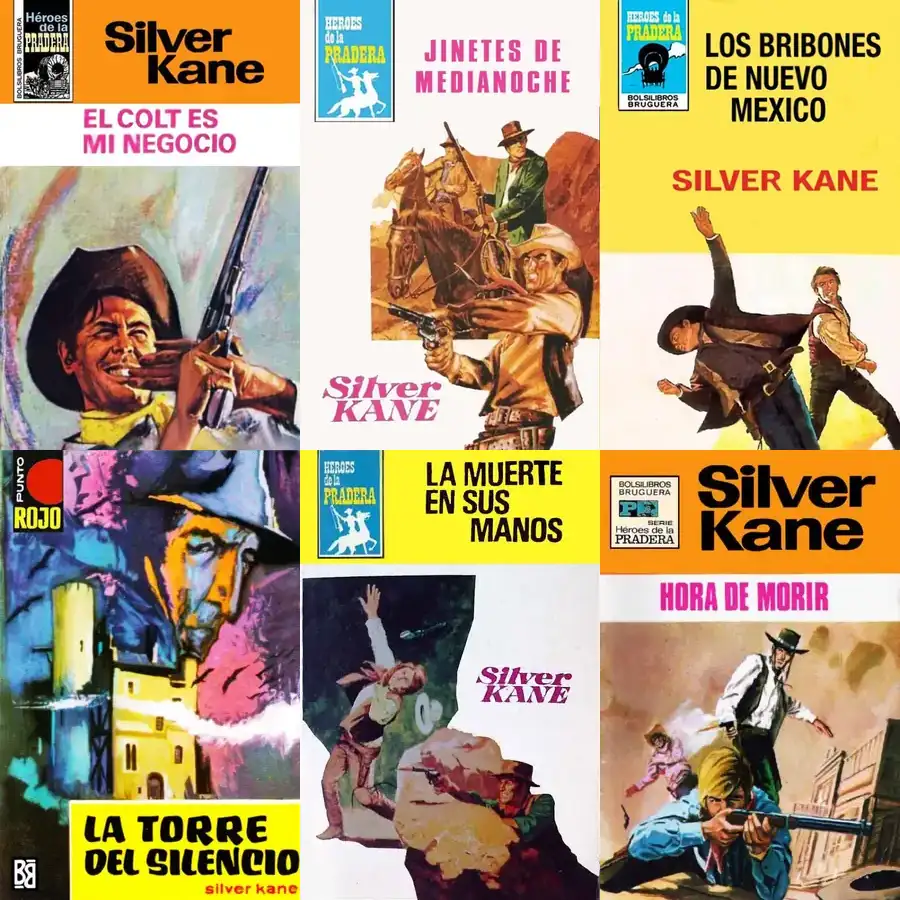 BOLSILIBROS BRUGUERA
Héroes
de la
PRADERA
Silver
Kane
EL COLT ES
MI NEGOCIO
HEROES
de la
PRADERA
JINETES DE
MEDIANOCHE
Silver
KANE
HEROES de la
PRADERA
BOLSILIBROS
BRUGUERA
LOS BRIBONES
DE NUEVO
MEXICO
SILVER KANE
PUNTO
ROJO
LA TORRE
DEL SILENCIO
silver kane
BB
HEROES
de la
PRADERA
LA MUERTE
EN SUS
MANOS
Silver
KANE
BOLSILIBROS
BRUGUERA
SERIE
Héroes de la
PRADERA
Silver
Kane
HORA DE MORIR